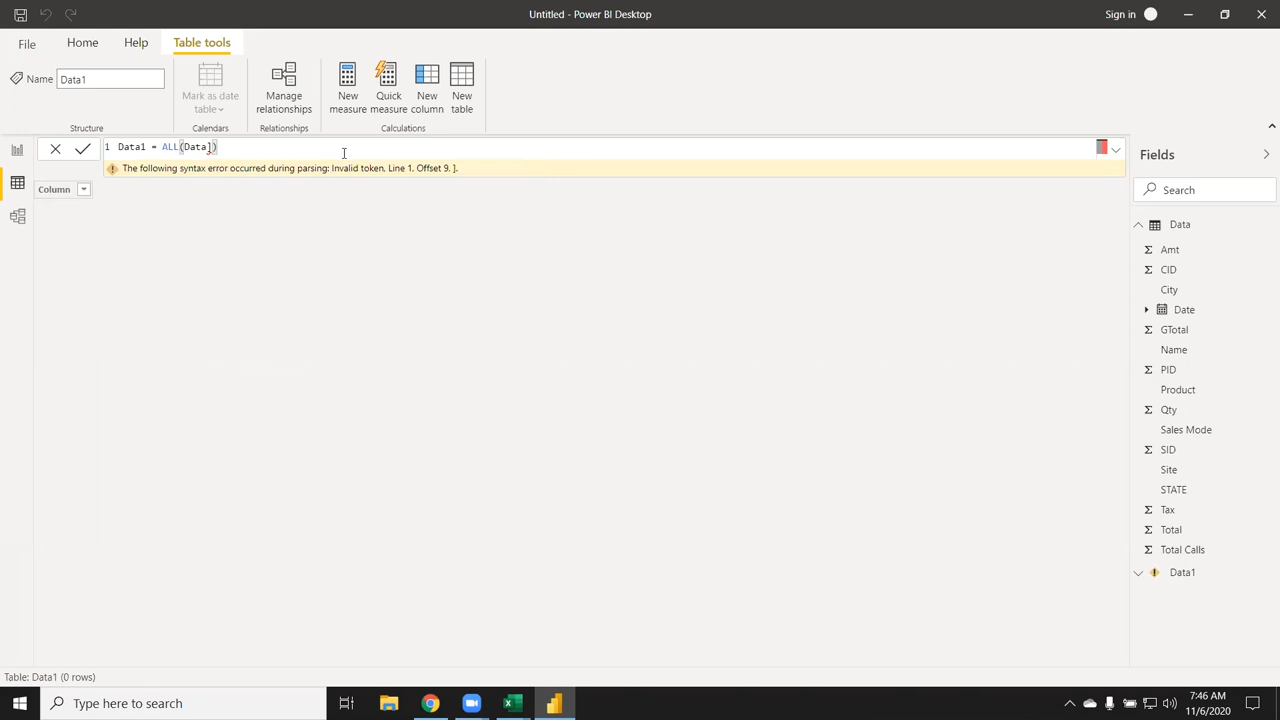 Untitled - Power BI Desktop
Sign in
File
Home
Help
Table tools
Name
Data1
Mark as date
table
Manage
relationships
New
measure
Quick
measure
New
column
New
table
Structure
Calendars
Relationships
Calculations
1 Data1 = ALL(Data])
The following syntax error occurred during parsing: Invalid token, Line 1, Offset 9, ].
Column
Fields
Search
Data
Amt
CID
City
Date
GTotal
Name
PID
Product
Qty
Sales Mode
SID
Site
STATE
Tax
Total
Total Calls
Data1
Table: Data1 (0 rows)
Type here to search
7:46 AM
11/6/2020